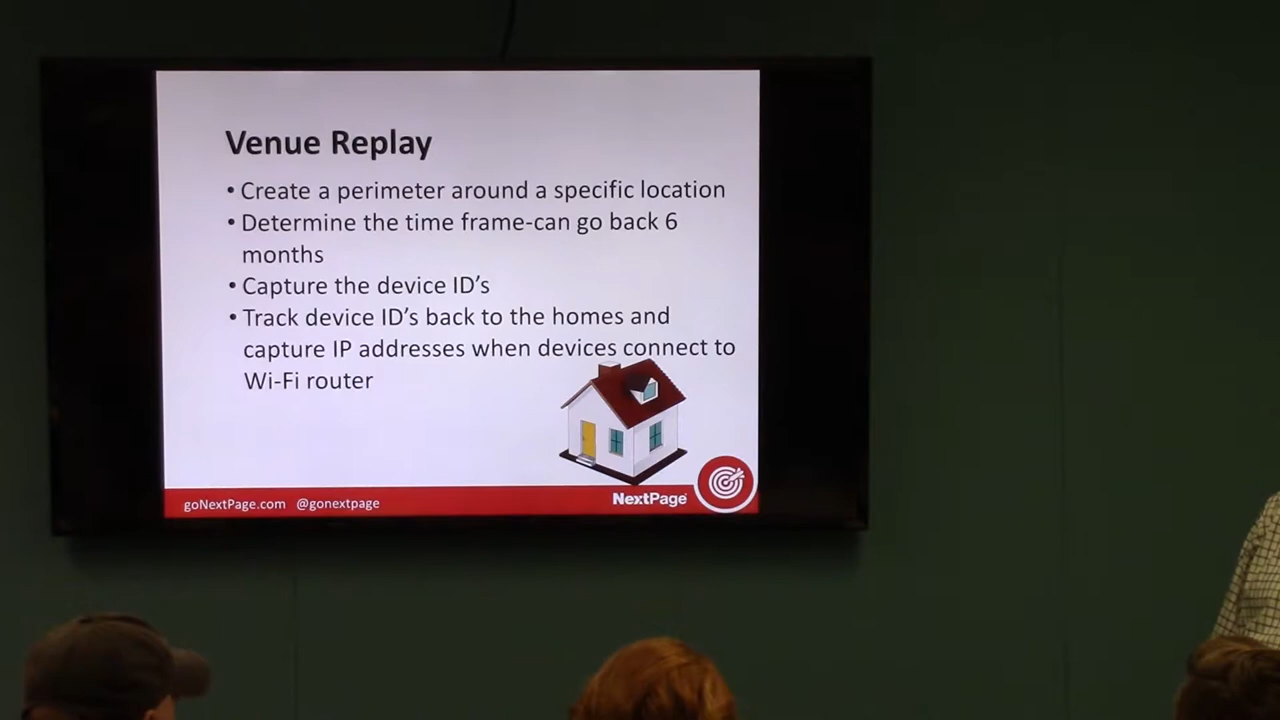 Venue Replay
• Create a perimeter around a specific location
• Determine the time frame-can go back 6
months
• Capture the device ID's
• Track device ID's back to the homes and
capture IP addresses when devices connect to
Wi-Fi router
goNextPage.com @gonextpage
NextPage